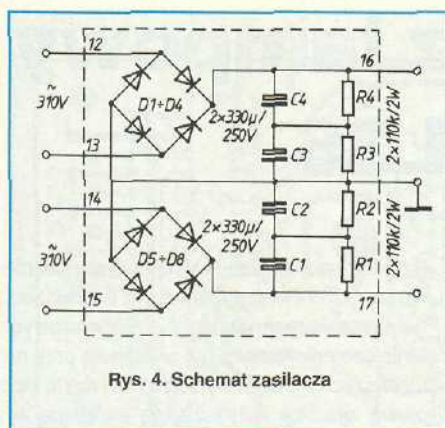 12
16
~
310V
D1÷D4
2×330µ/
250V
C4
R4
2×110k/2W
13
C3
R3
14
~
310V
D5÷D8
2×330µ/
250V
C2
R2
2×110k/2W
C1
R1
15
17
Rys. 4. Schemat zasilacza